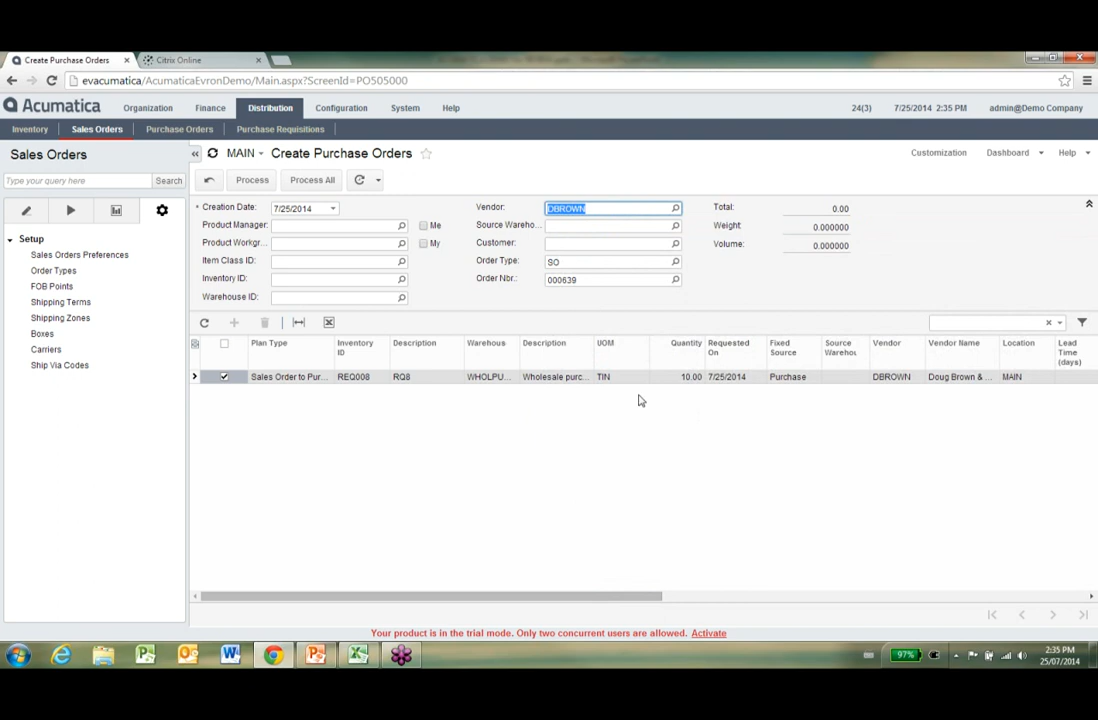 Create Purchase Orders
Citrix Online
evacumatica/AcumaticaEvronDemo/Main.aspx?ScreenId=PO505000
Acumatica
Organization
Finance
Distribution
Configuration
System
Help
24(3)
7/25/2014 2:35 PM
admin@Demo Company
Inventory
Sales Orders
Purchase Orders
Purchase Requisitions
Sales Orders
MAIN
Create Purchase Orders
Customization
Dashboard
Help
Type your query here
Search
Process
Process All
Setup
Sales Orders Preferences
Order Types
FOB Points
Shipping Terms
Shipping Zones
Boxes
Carriers
Ship Via Codes
* Creation Date: 7/25/2014
Product Manager: Me
Product Workgr... My
Item Class ID:
Inventory ID:
Warehouse ID:
Vendor: DBROWN
Source Wareho...
Customer:
Order Type: SO
Order Nbr.: 000639
Total: 0.00
Weight 0.000000
Volume: 0.000000
Plan Type Inventory ID Description Warehous Description UOM Quantity Requested On Fixed Source Source Warehou Vendor Vendor Name Location Lead Time (days)
Sales Order to Pur... REQ008 RQ8 WHOLPU... Wholesale purc... TIN 10.00 7/25/2014 Purchase DBROWN Doug Brown & ... MAIN
Your product is in the trial mode. Only two concurrent users are allowed. Activate
97%
2:35 PM
25/07/2014